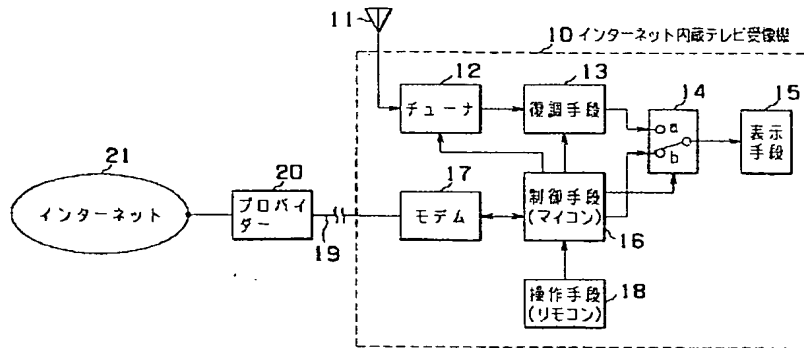 11
10 インターネット内蔵テレビ受像機
12
チューナ
13
復調手段
14
a
b
15
表示
手段
21
インターネット
20
プロバイ
ダー
19
17
モデム
制御手段
(マイコン)
16
操作手段
(リモコン)
18